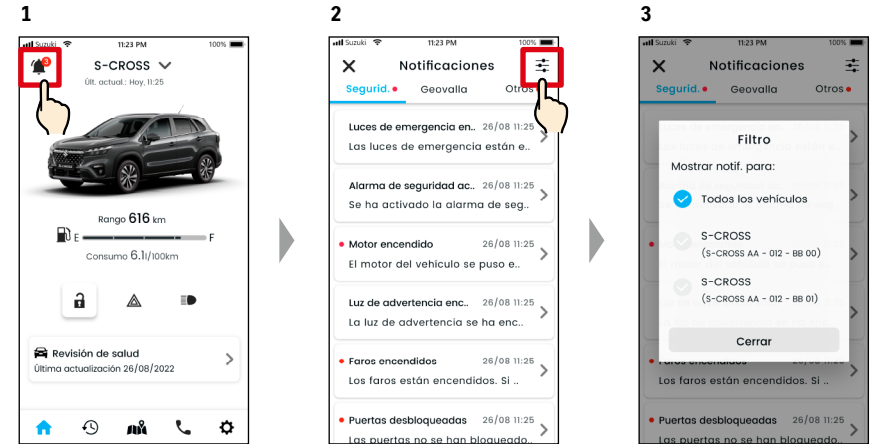 1
Suzuki 11:23 PM 100%
3
S-CROSS
Últ. actual.: Hoy, 11:25
Rango 616 km
E F
Consumo 6.1l/100km
Revisión de salud
Última actualización 26/08/2022
2
Suzuki 11:23 PM 100%
Notificaciones
Segurid. Geovalla Otros
Luces de emergencia en.. 26/08 11:25
Las luces de emergencia están e..
Alarma de seguridad ac.. 26/08 11:25
Se ha activado la alarma de seg..
Motor encendido 26/08 11:25
El motor del vehículo se puso e..
Luz de advertencia enc.. 26/08 11:25
La luz de advertencia se ha enc..
Faros encendidos 26/08 11:25
Los faros están encendidos. Si ..
Puertas desbloqueadas 26/08 11:25
Las puertas no se han bloqueado..
3
Suzuki 11:23 PM 100%
Notificaciones
Segurid. Geovalla Otros
Filtro
Mostrar notif. para:
Todos los vehículos
S-CROSS
(S-CROSS AA - 012 - BB 00)
S-CROSS
(S-CROSS AA - 012 - BB 01)
Cerrar
Faros encendidos 26/08 11:25
Los faros están encendidos. Si ..
Puertas desbloqueadas 26/08 11:25
Las puertas no se han bloqueado..